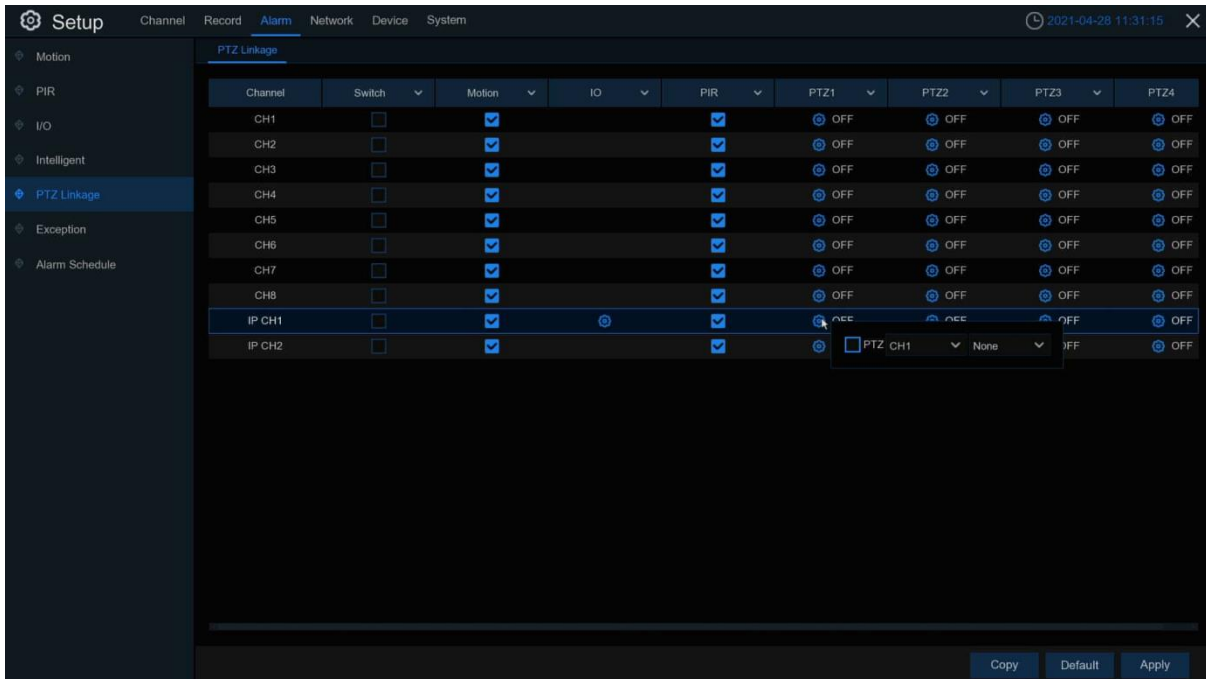 Setup Channel Record Alarm Network Device System 2021-04-28 11:31:15
PTZ Linkage
Motion
PIR
I/O
Intelligent
PTZ Linkage
Exception
Alarm Schedule
Channel Switch Motion IO PIR PTZ1 PTZ2 PTZ3 PTZ4
CH1 OFF OFF OFF OFF
CH2 OFF OFF OFF OFF
CH3 OFF OFF OFF OFF
CH4 OFF OFF OFF OFF
CH5 OFF OFF OFF OFF
CH6 OFF OFF OFF OFF
CH7 OFF OFF OFF OFF
CH8 OFF OFF OFF OFF
IP CH1 OFF OFF OFF OFF
IP CH2 OFF OFF
PTZ CH1 None
Copy Default Apply